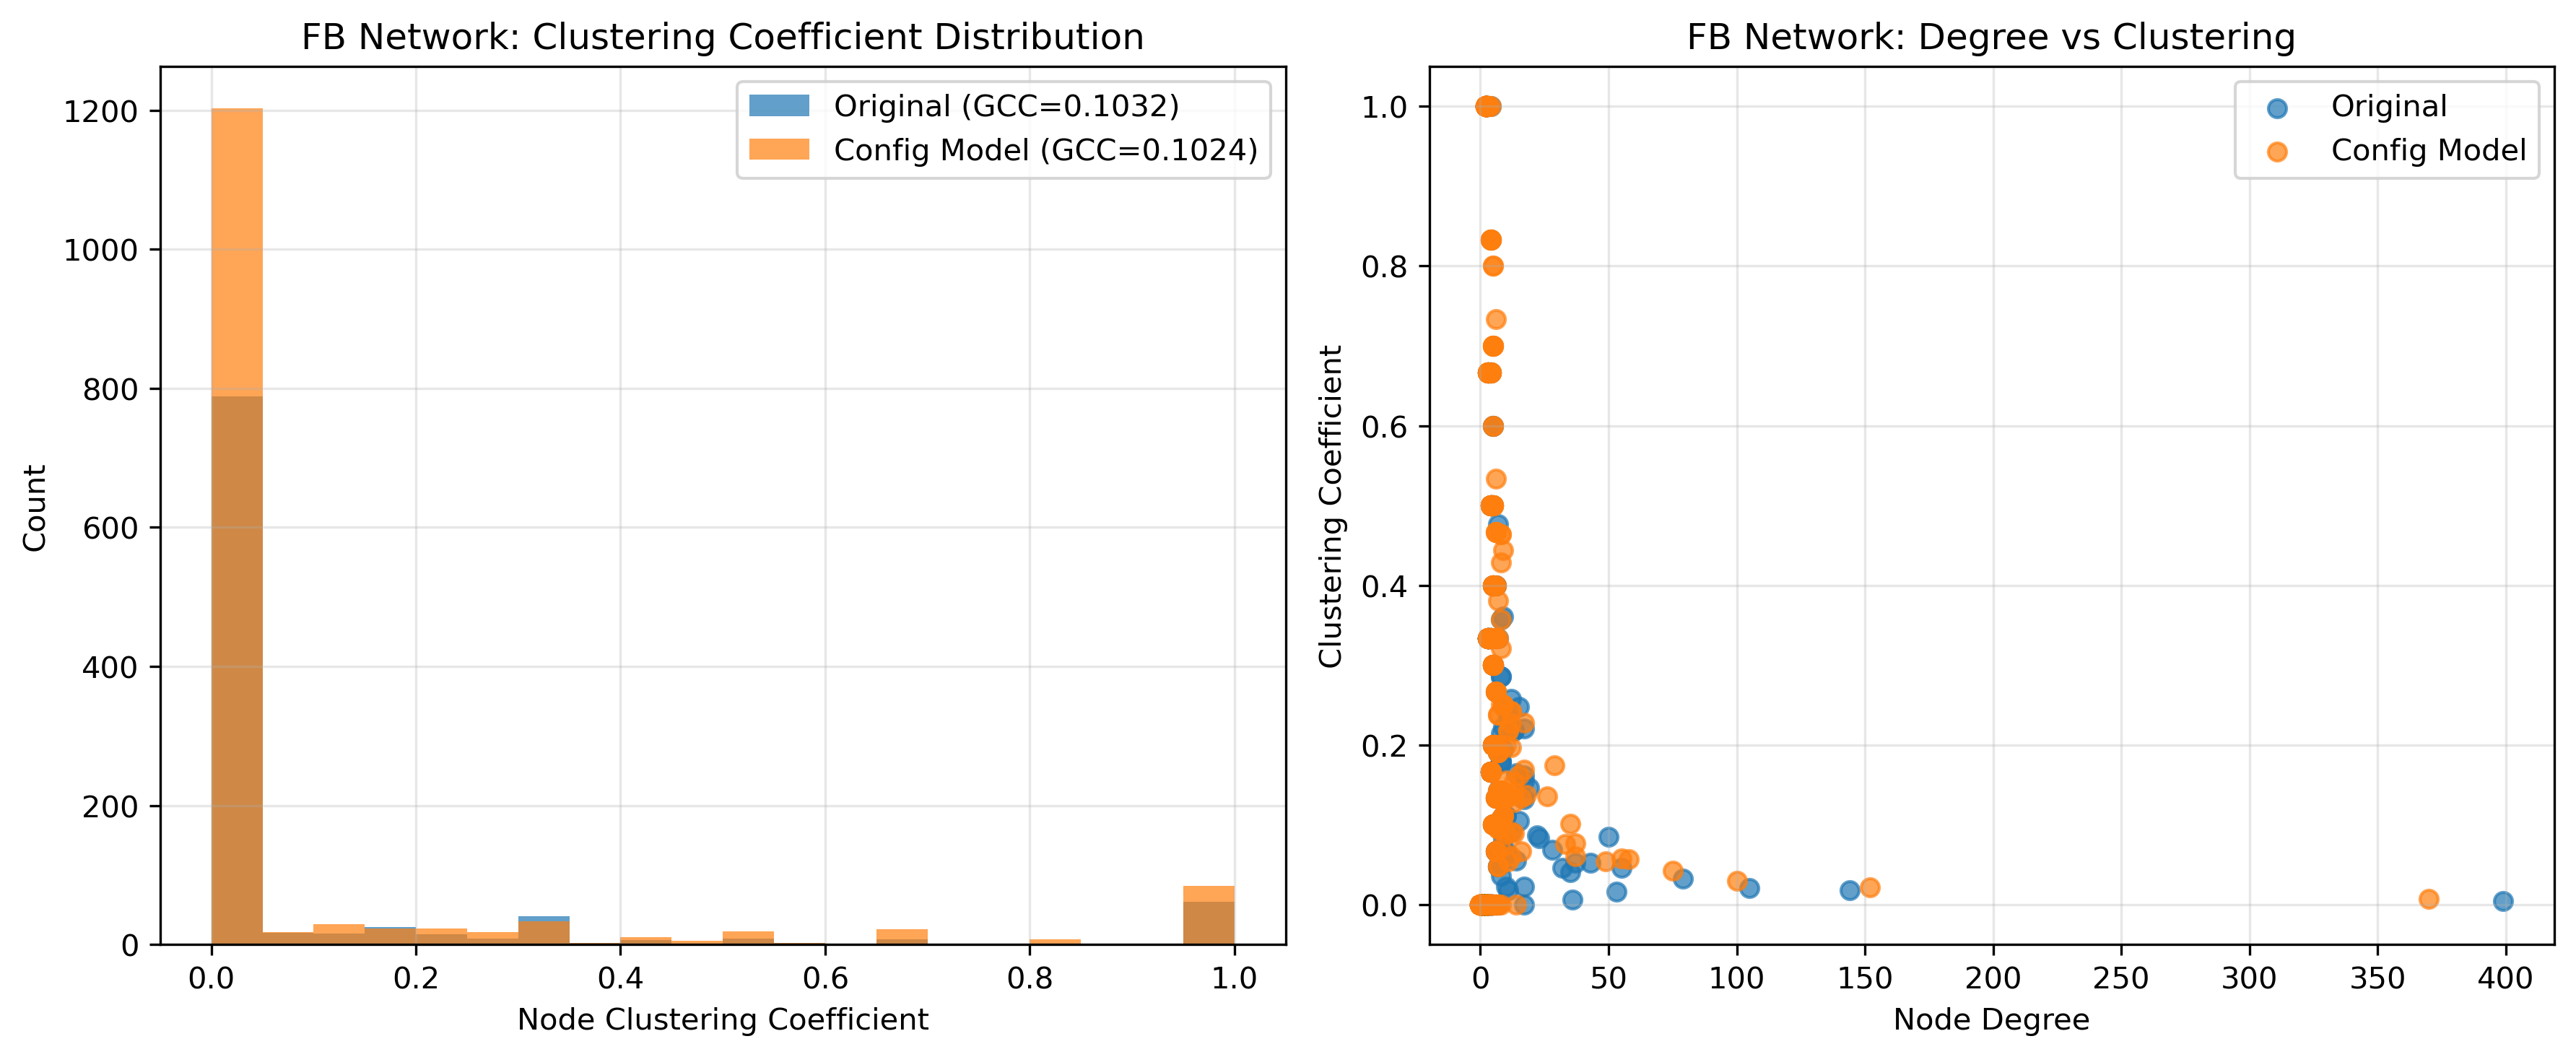 FB Network: Clustering Coefficient Distribution
Original (GCC=0.1032)
Config Model (GCC=0.1024)
Count
1200
1000
800
600
400
200
0
0.0 0.2 0.4 0.6 0.8 1.0
Node Clustering Coefficient
FB Network: Degree vs Clustering
Original
Config Model
Clustering Coefficient
1.0
0.8
0.6
0.4
0.2
0.0
0 50 100 150 200 250 300 350 400
Node Degree